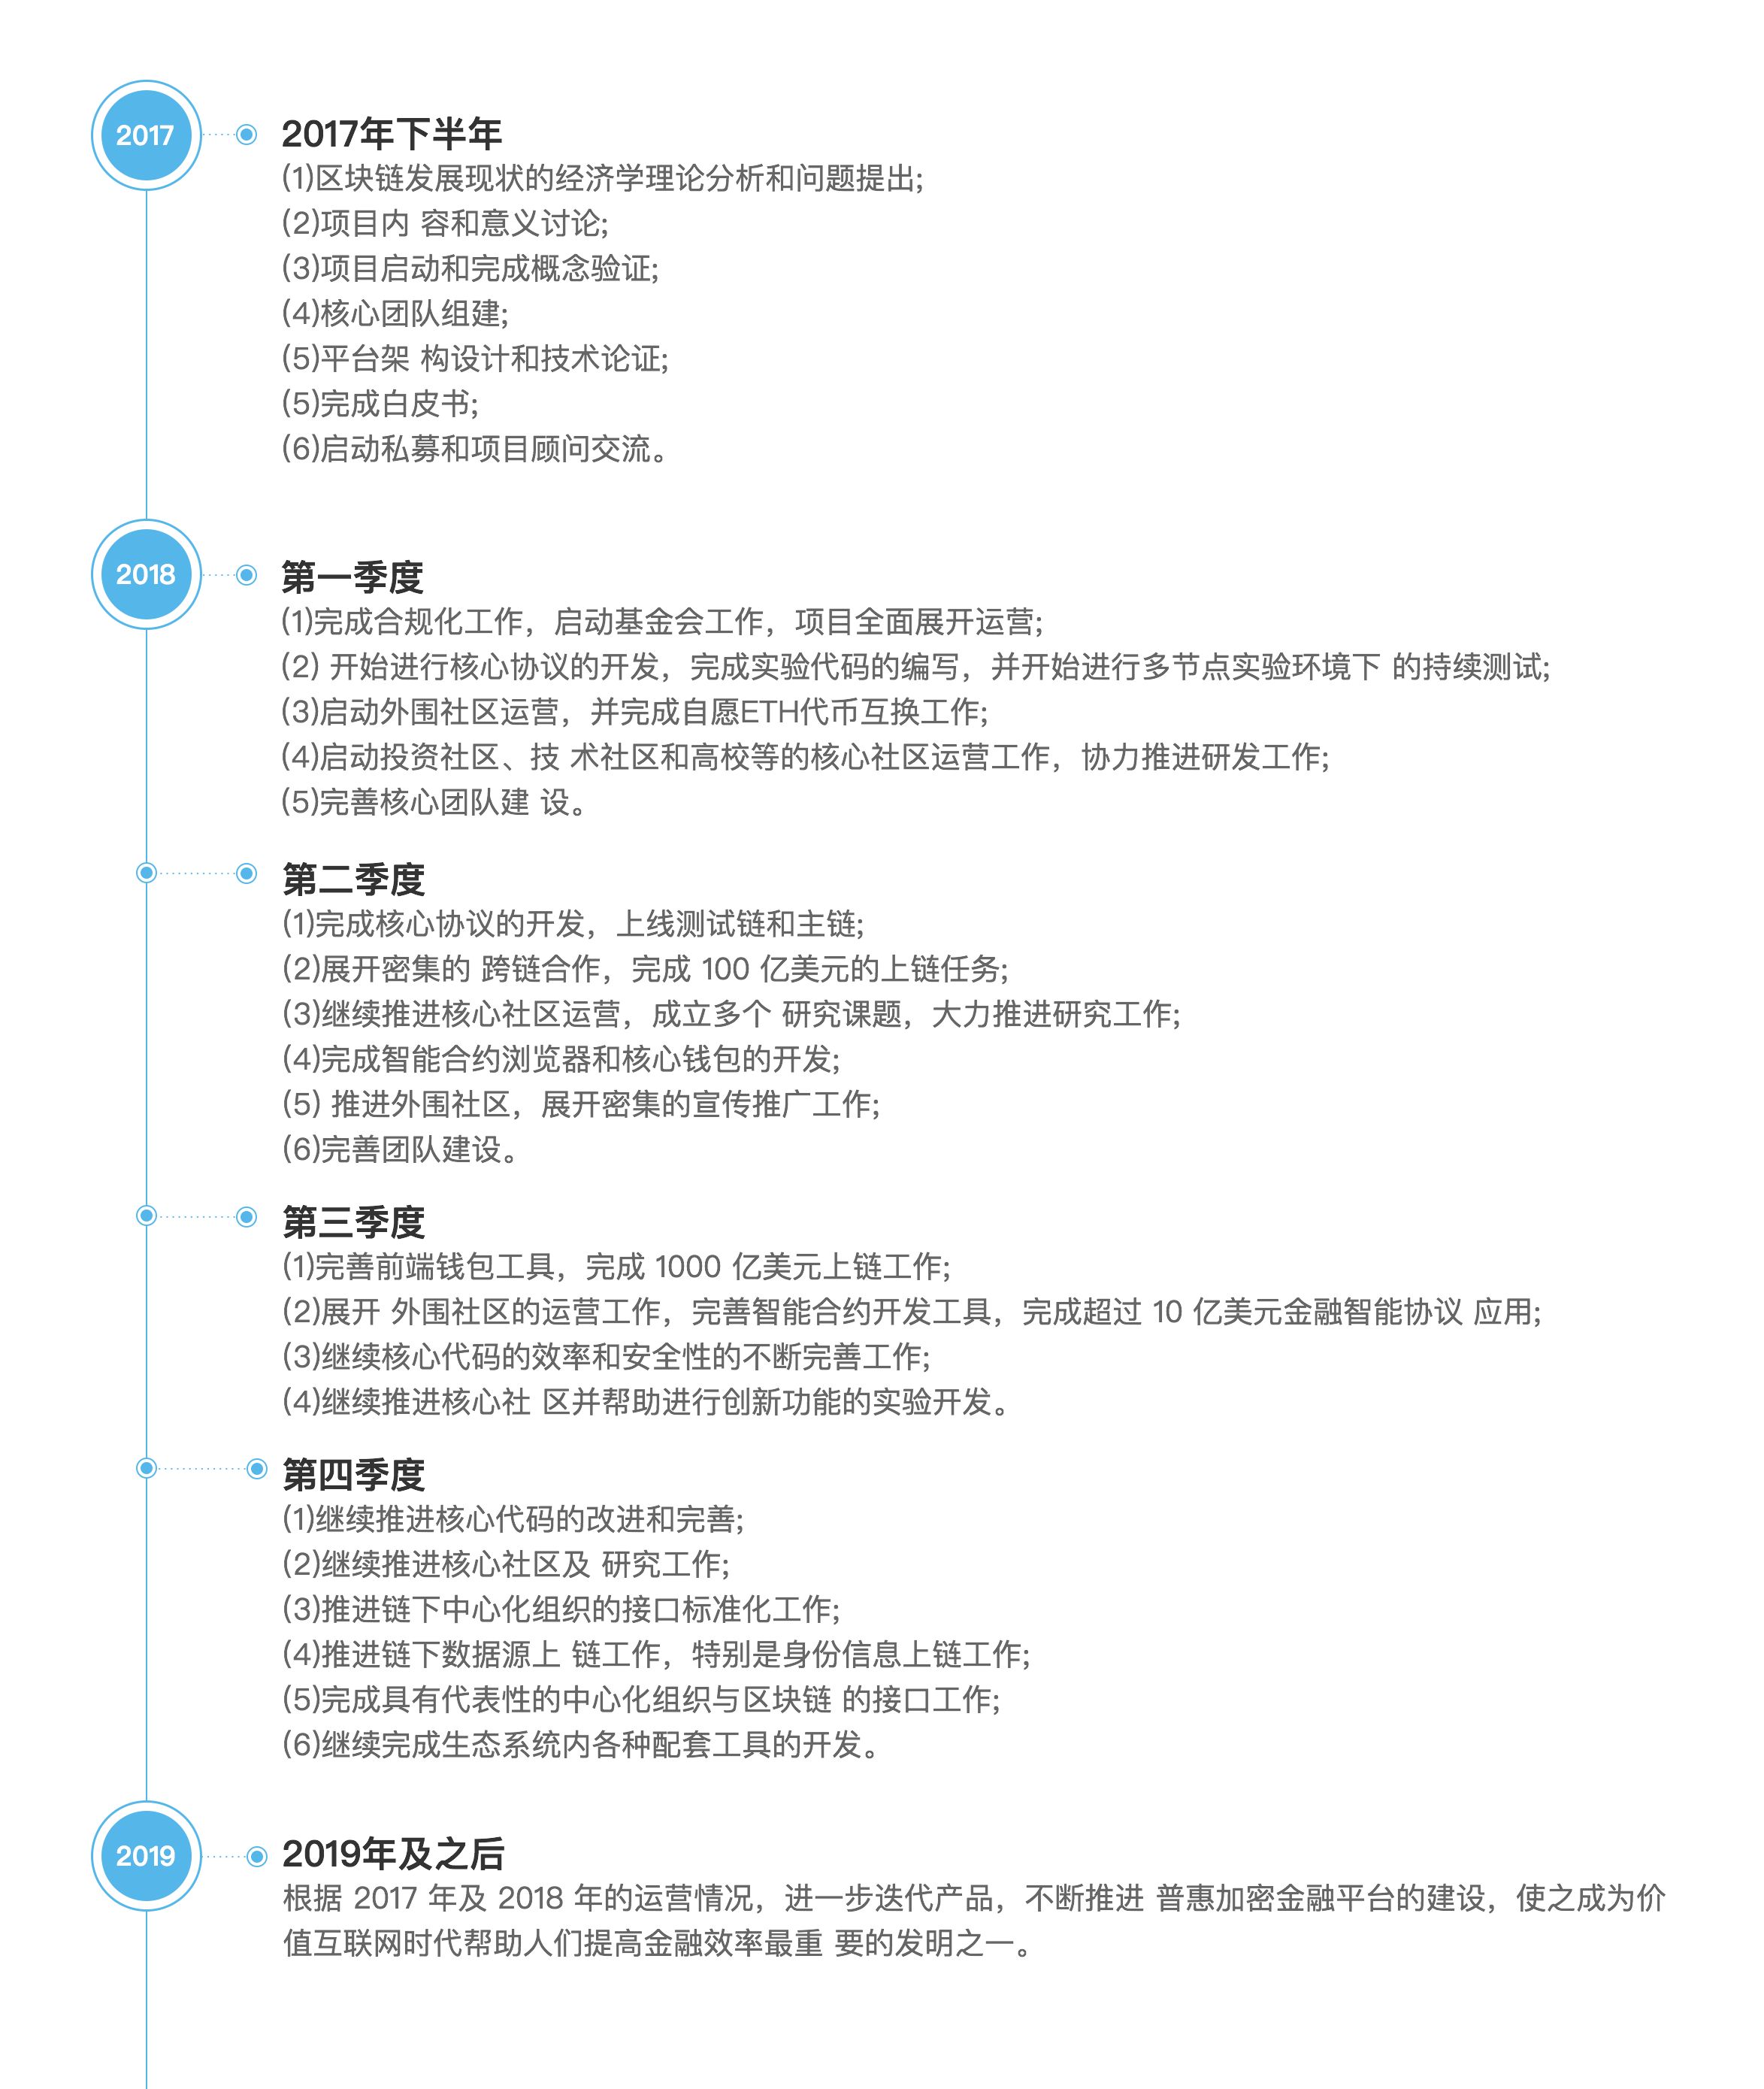 2017
2017年下半年
(1)区块链发展现状的经济学理论分析和问题提出;
(2)项目内 容和意义讨论;
(3)项目启动和完成概念验证;
(4)核心团队组建;
(5)平台架 构设计和技术论证;
(5)完成白皮书;
(6)启动私募和项目顾问交流。
2018
第一季度
(1)完成合规化工作，启动基金会工作，项目全面展开运营;
(2) 开始进行核心协议的开发，完成实验代码的编写，并开始进行多节点实验环境下 的持续测试;
(3)启动外围社区运营，并完成自愿ETH代币互换工作;
(4)启动投资社区、技 术社区和高校等的核心社区运营工作，协力推进研发工作;
(5)完善核心团队建 设。
第二季度
(1)完成核心协议的开发，上线测试链和主链;
(2)展开密集的 跨链合作，完成 100 亿美元的上链任务;
(3)继续推进核心社区运营，成立多个 研究课题，大力推进研究工作;
(4)完成智能合约浏览器和核心钱包的开发;
(5) 推进外围社区，展开密集的宣传推广工作;
(6)完善团队建设。
第三季度
(1)完善前端钱包工具，完成 1000 亿美元上链工作;
(2)展开 外围社区的运营工作，完善智能合约开发工具，完成超过 10 亿美元金融智能协议 应用;
(3)继续核心代码的效率和安全性的不断完善工作;
(4)继续推进核心社 区并帮助进行创新功能的实验开发。
第四季度
(1)继续推进核心代码的改进和完善;
(2)继续推进核心社区及 研究工作;
(3)推进链下中心化组织的接口标准化工作;
(4)推进链下数据源上 链工作，特别是身份信息上链工作;
(5)完成具有代表性的中心化组织与区块链 的接口工作;
(6)继续完成生态系统内各种配套工具的开发。
2019
2019年及之后
根据 2017 年及 2018 年的运营情况，进一步迭代产品，不断推进 普惠加密金融平台的建设，使之成为价
值互联网时代帮助人们提高金融效率最重 要的发明之一。